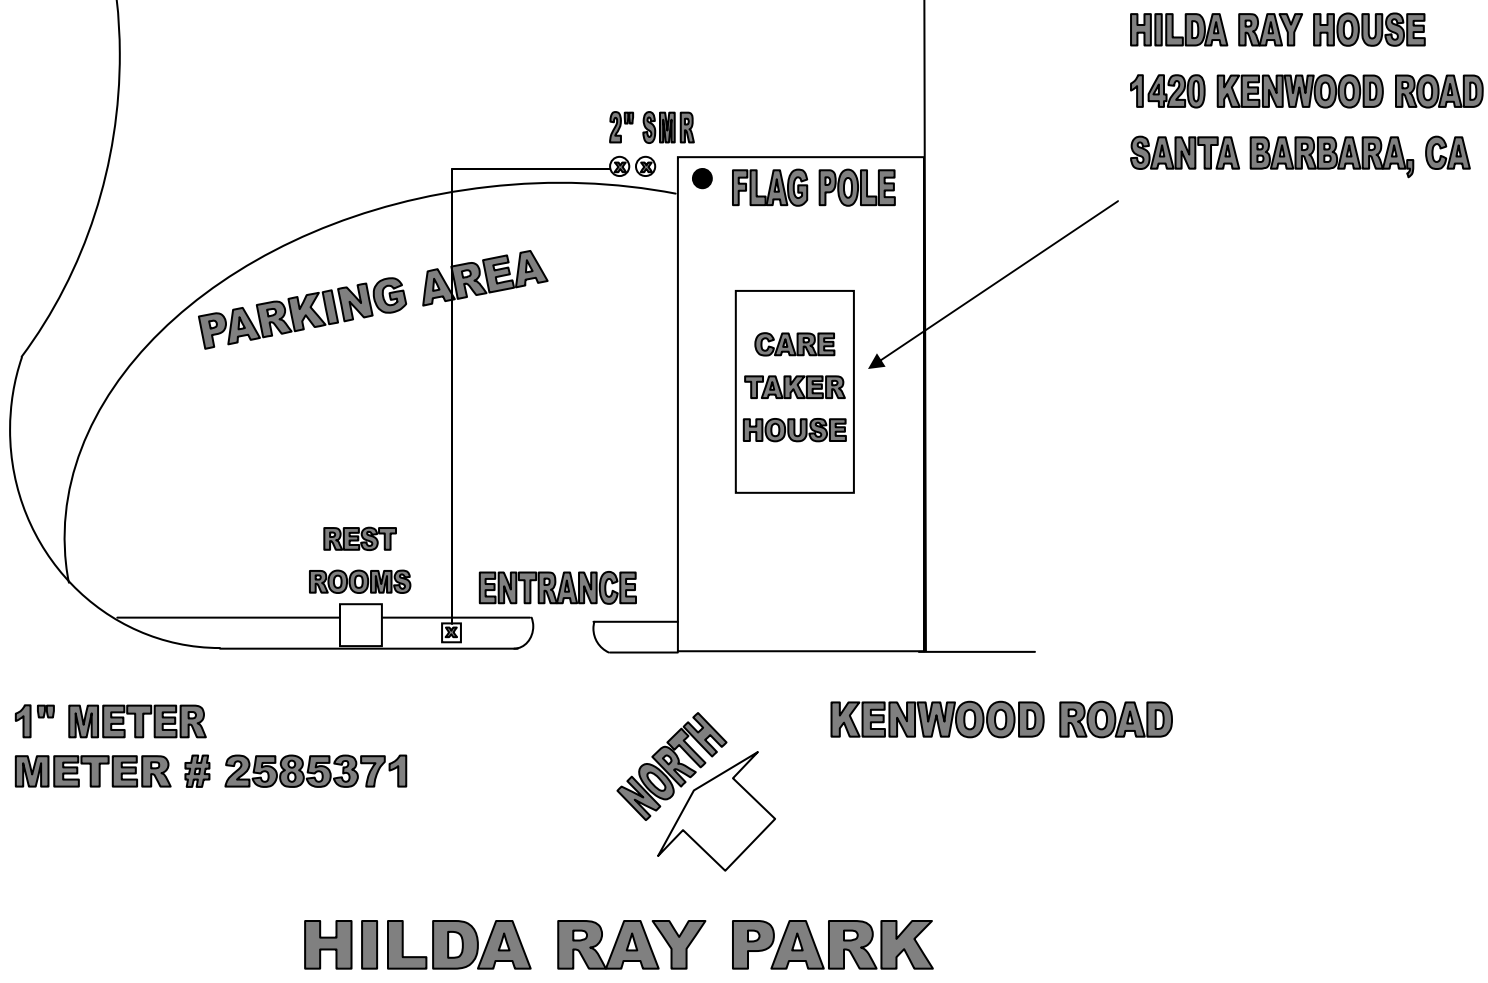 HILDA RAY HOUSE
1420 KENWOOD ROAD
SANTA BARBARA, CA
2" SMR
X X
FLAG POLE
PARKING AREA
CARE
TAKER
HOUSE
REST
ROOMS
ENTRANCE
X
1" METER
METER # 2585371
NORTH
KENWOOD ROAD
HILDA RAY PARK